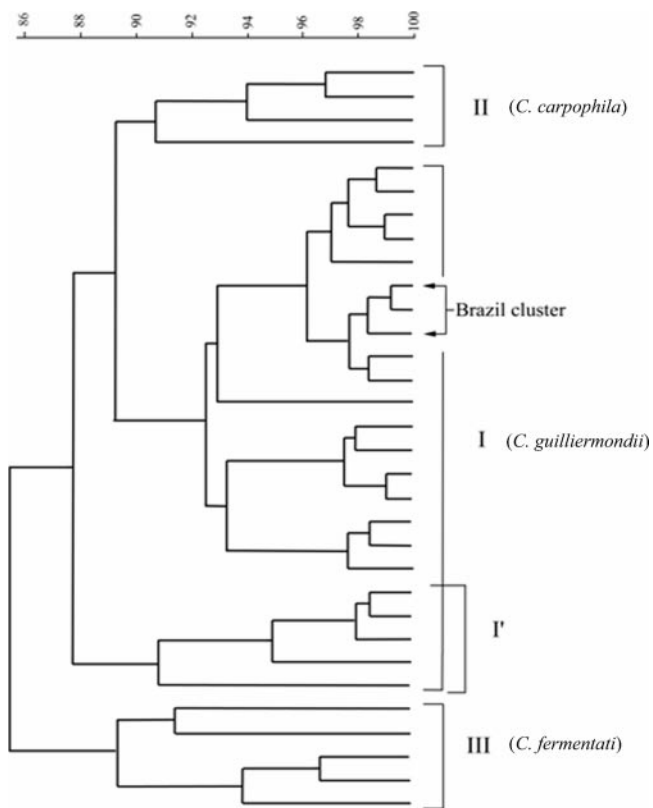 86 88 90 92 94 96 98 100
II (C. carpophila)
Brazil cluster
I (C. guilliermondii)
I'
III (C. fermentati)